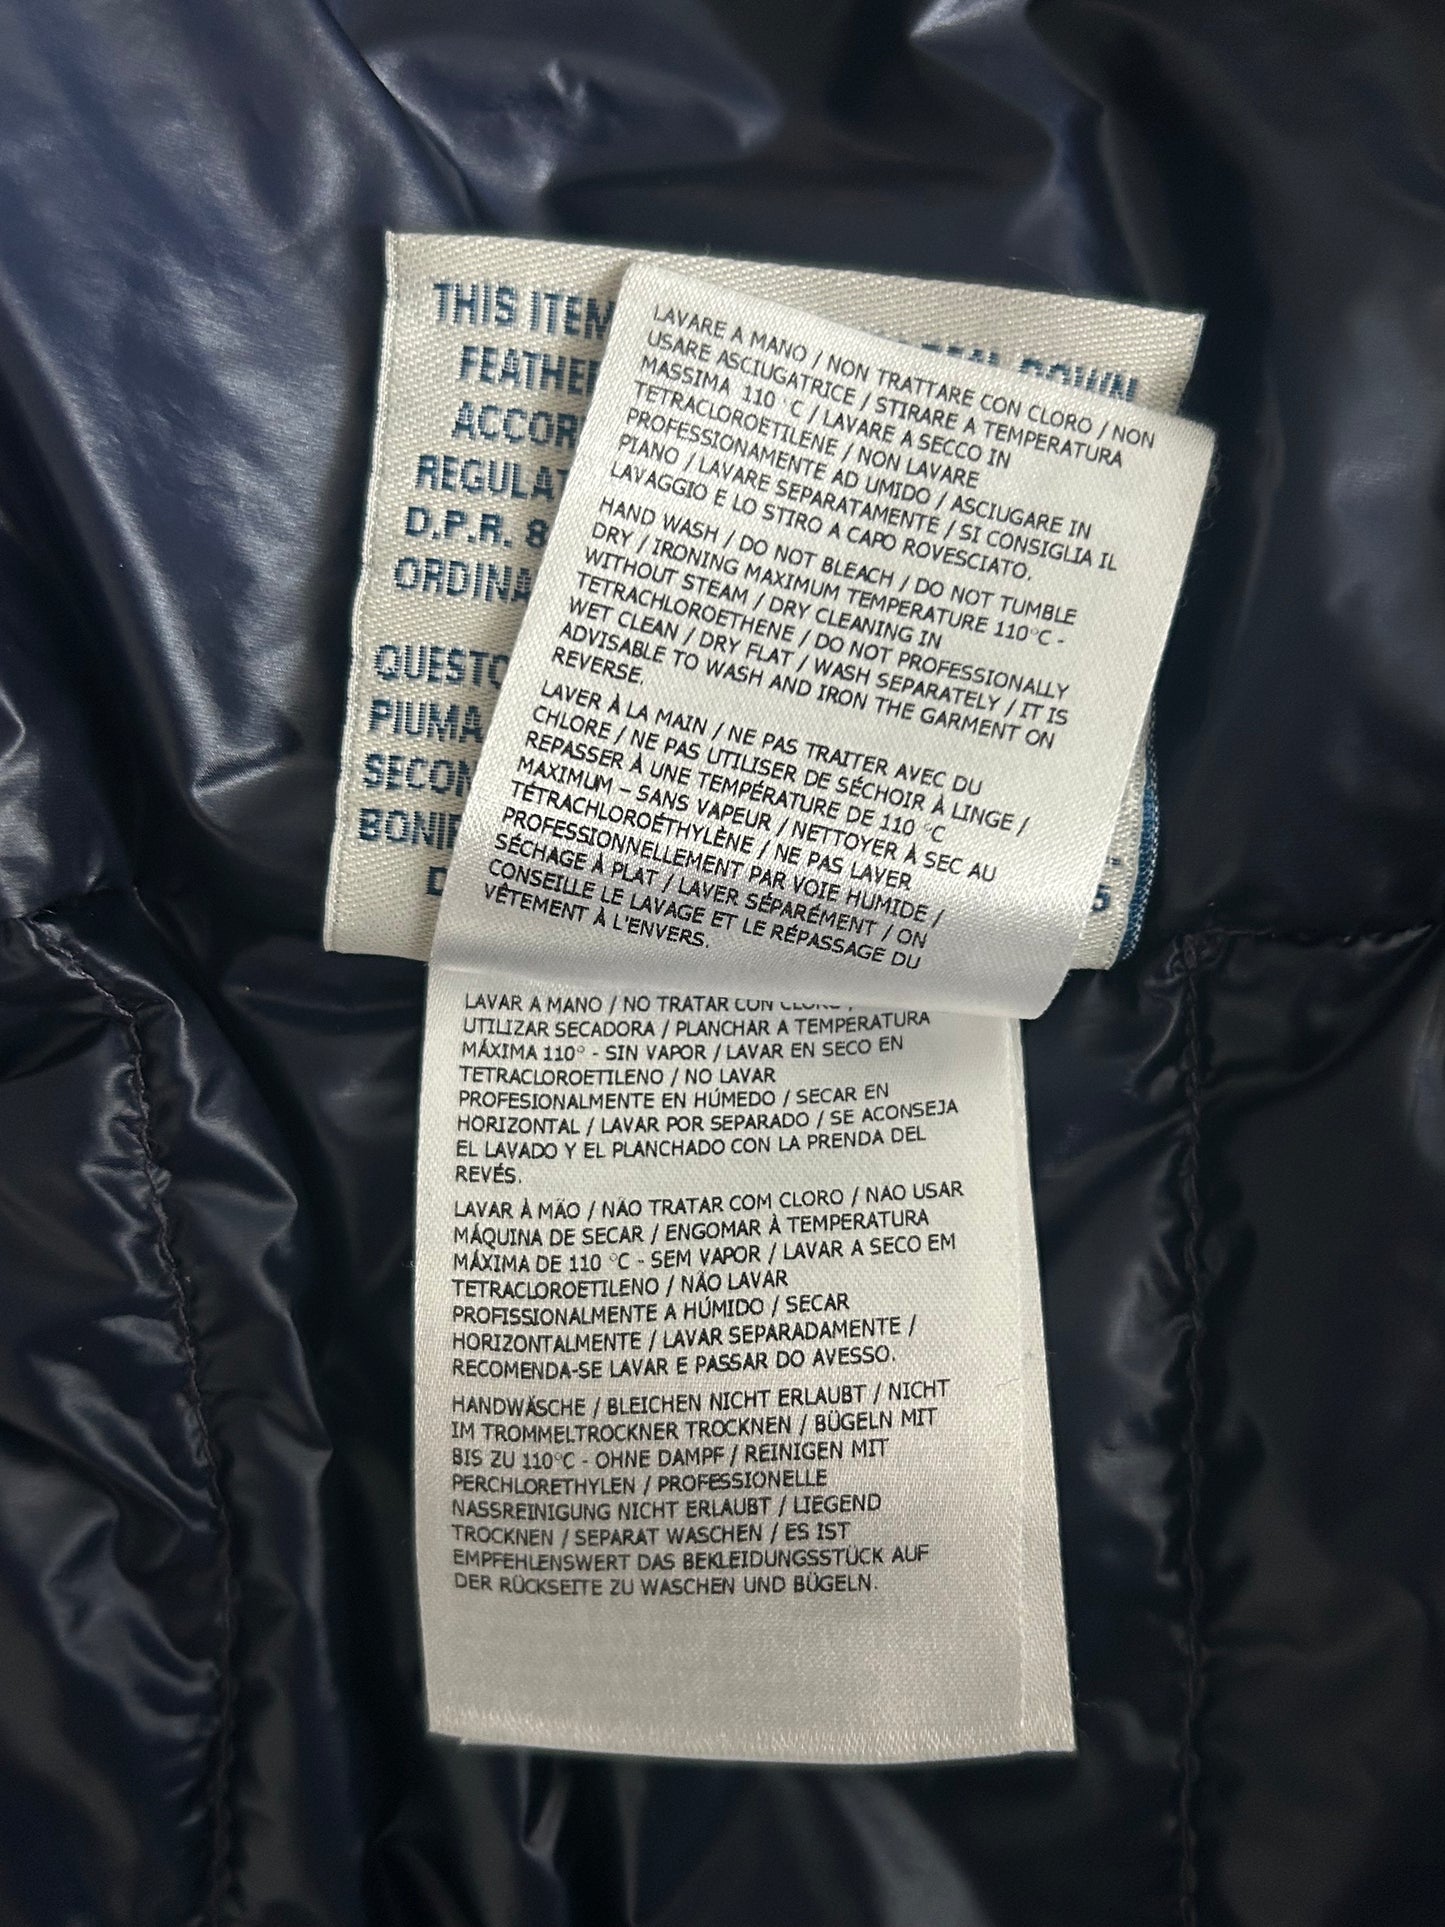 THIS ITEM
FEATHE
ACCOR
REGULAT
D.P.R. 8
ORDINA
QUESTO
PIUMA
SECON
BONIF
D
5
DOWN
LAVARE A MANO / NON TRATTARE CON CLORO / NON
USARE ASCIUGATRICE / STIRARE A TEMPERATURA
MASSIMA 110 °C / LAVARE A SECCO IN
TETRACLOROETILENE / NON LAVARE
PROFESSIONAMENTE AD UMIDO / ASCIUGARE IN
PIANO / LAVARE SEPARATAMENTE / SI CONSIGLIA IL
LAVAGGIO E LO STIRO A CAPO ROVESCIATO.
HAND WASH / DO NOT BLEACH / DO NOT TUMBLE
DRY / IRONING MAXIMUM TEMPERATURE 110°C -
WITHOUT STEAM / DRY CLEANING IN
TETRACHLOROETHENE / DO NOT PROFESSIONALLY
WET CLEAN / DRY FLAT / WASH SEPARATELY / IT IS
ADVISABLE TO WASH AND IRON THE GARMENT ON
REVERSE.
LAVER À LA MAIN / NE PAS TRAITER AVEC DU
CHLORE / NE PAS UTILISER DE SÉCHOIR À LINGE /
REPASSER À UNE TEMPÉRATURE DE 110 °C
MAXIMUM – SANS VAPEUR / NETTOYER À SEC AU
TÉTRACHLOROÉTHYLÈNE / NE PAS LAVER
PROFESSIONNELLEMENT PAR VOIE HUMIDE /
SÉCHAGE À PLAT / LAVER SÉPARÉMENT / ON
CONSEILLE LE LAVAGE ET LE RÉPASSAGE DU
VÊTEMENT À L'ENVERS.
LAVAR A MANO / NO TRATAR CON CLORO /
UTILIZAR SECADORA / PLANCHAR A TEMPERATURA
MÁXIMA 110° - SIN VAPOR / LAVAR EN SECO EN
TETRACLOROETILENO / NO LAVAR
PROFESIONALMENTE EN HÚMEDO / SECAR EN
HORIZONTAL / LAVAR POR SEPARADO / SE ACONSEJA
EL LAVADO Y EL PLANCHADO CON LA PRENDA DEL
REVÉS.
LAVAR À MÃO / NÃO TRATAR COM CLORO / NÃO USAR
MÁQUINA DE SECAR / ENGOMAR À TEMPERATURA
MÁXIMA DE 110 °C - SEM VAPOR / LAVAR A SECO EM
TETRACLOROETILENO / NÃO LAVAR
PROFISSIONALMENTE A HÚMIDO / SECAR
HORIZONTALMENTE / LAVAR SEPARADAMENTE /
RECOMENDA-SE LAVAR E PASSAR DO AVESSO.
HANDWÄSCHE / BLEICHEN NICHT ERLAUBT / NICHT
IM TROMMELTROCKNER TROCKNEN / BÜGELN MIT
BIS ZU 110°C - OHNE DAMPF / REINIGEN MIT
PERCHLORETHYLEN / PROFESSIONELLE
NASSREINIGUNG NICHT ERLAUBT / LIEGEND
TROCKNEN / SEPARAT WASCHEN / ES IST
EMPFEHLENSWERT DAS BEKLEIDUNGSSTÜCK AUF
DER RÜCKSEITE ZU WASCHEN UND BÜGELN.